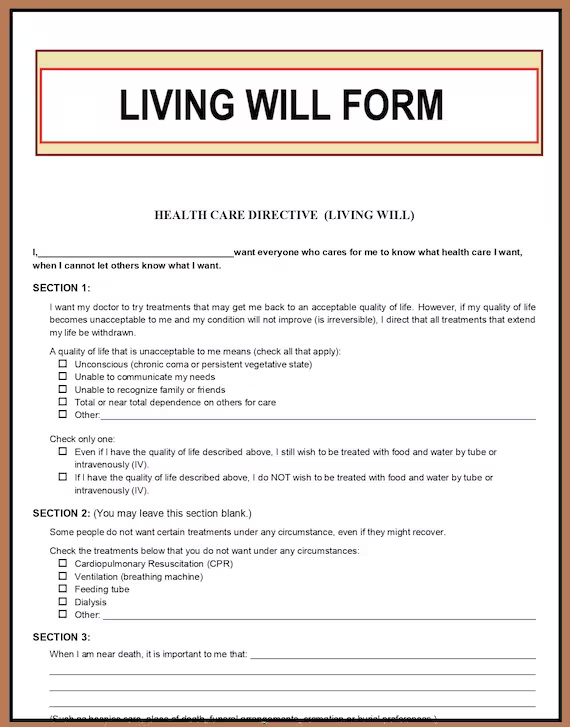 LIVING WILL FORM
HEALTH CARE DIRECTIVE (LIVING WILL)
I,____________________________________want everyone who cares for me to know what health care I want,
when I cannot let others know what I want.
SECTION 1:
I want my doctor to try treatments that may get me back to an acceptable quality of life. However, if my quality of life
becomes unacceptable to me and my condition will not improve (is irreversible), I direct that all treatments that extend
my life be withdrawn.
A quality of life that is unacceptable to me means (check all that apply):
☐ Unconscious (chronic coma or persistent vegetative state)
☐ Unable to communicate my needs
☐ Unable to recognize family or friends
☐ Total or near total dependence on others for care
☐ Other:____________________________________
Check only one:
☐ Even if I have the quality of life described above, I still wish to be treated with food and water by tube or
intravenously (IV).
☐ If I have the quality of life described above, I do NOT wish to be treated with food and water by tube or
intravenously (IV).
SECTION 2: (You may leave this section blank.)
Some people do not want certain treatments under any circumstance, even if they might recover.
Check the treatments below that you do not want under any circumstances:
☐ Cardiopulmonary Resuscitation (CPR)
☐ Ventilation (breathing machine)
☐ Feeding tube
☐ Dialysis
☐ Other: ____________________________________
SECTION 3:
When I am near death, it is important to me that: ____________________________________
(Such as hospice care, place of death, funeral arrangements, cremation or burial preferences.)